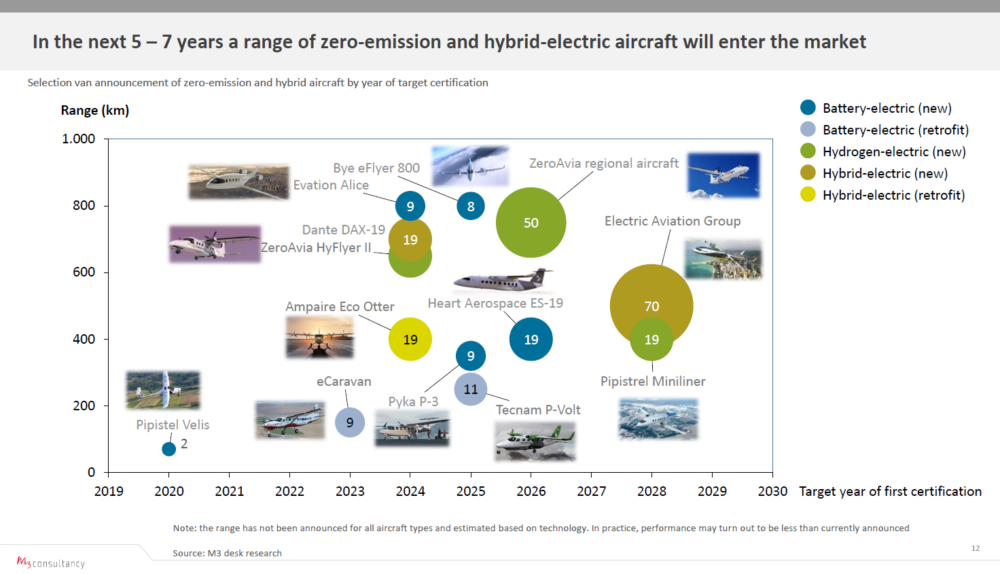 In the next 5 – 7 years a range of zero-emission and hybrid-electric aircraft will enter the market
Selection van announcement of zero-emission and hybrid aircraft by year of target certification
Range (km)
Battery-electric (new)
Battery-electric (retrofit)
Hydrogen-electric (new)
Hybrid-electric (new)
Hybrid-electric (retrofit)
1.000
800
600
400
200
0
Bye eFlyer 800
ZeroAvia regional aircraft
Evation Alice
9
8
50
Electric Aviation Group
Dante DAX-19
19
ZeroAvia HyFlyer II
Ampaire Eco Otter
Heart Aerospace ES-19
70
19
19
19
9
eCaravan
Pipistrel Miniliner
11
Pyka P-3
Tecnam P-Volt
Pipistel Velis
9
2
2019 2020 2021 2022 2023 2024 2025 2026 2027 2028 2029 2030
Target year of first certification
Note: the range has not been announced for all aircraft types and estimated based on technology. In practice, performance may turn out to be less than currently announced
Source: M3 desk research
12
M3 consultancy